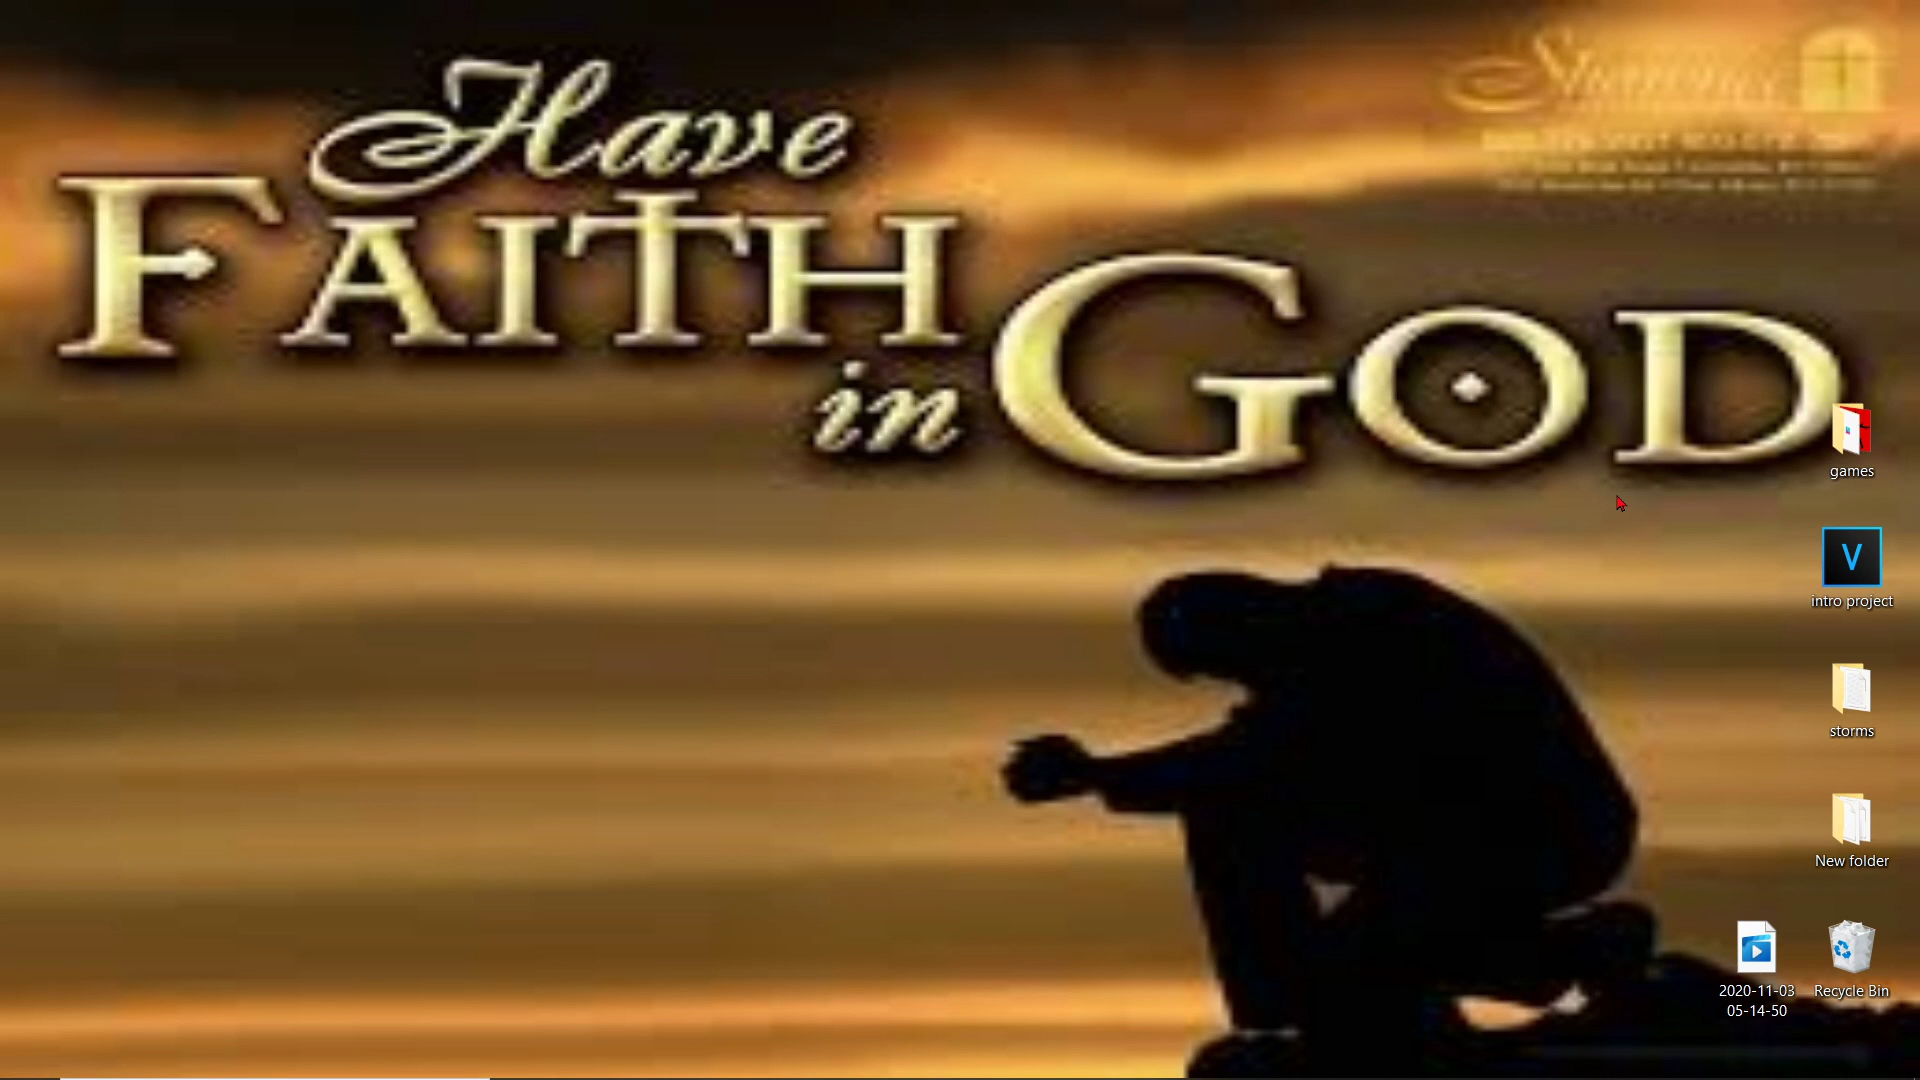 Have
FAITH
in GOD
games
V
intro project
storms
New folder
2020-11-03
05-14-50
Recycle Bin